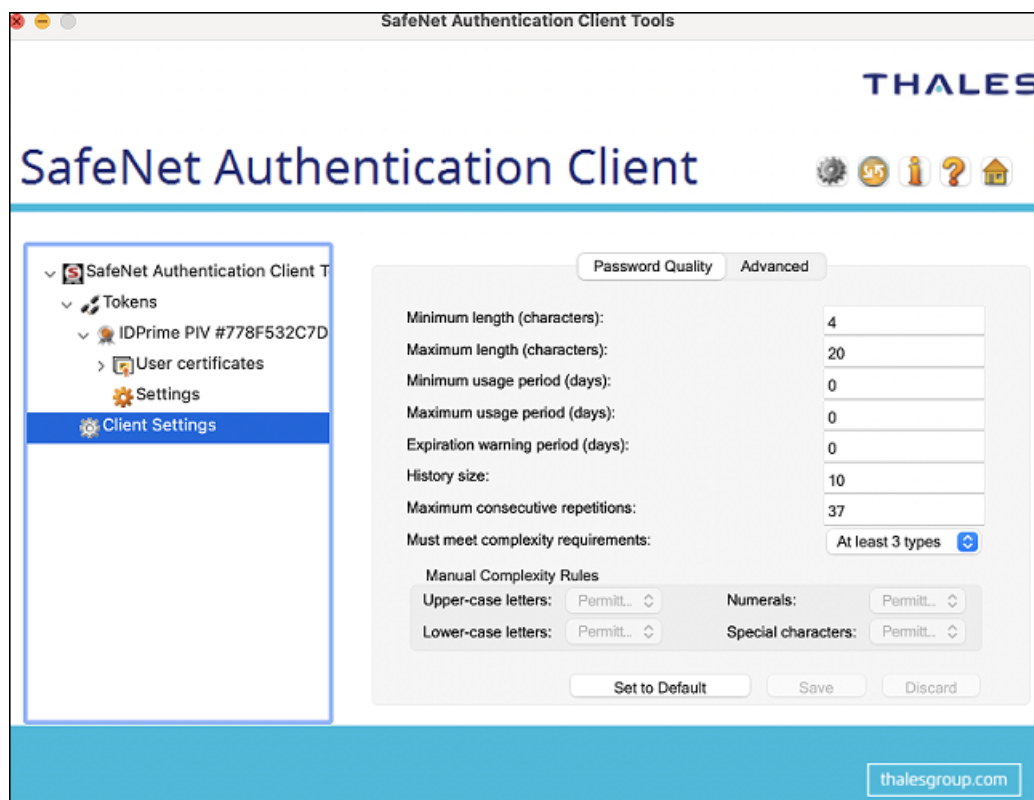 SafeNet Authentication Client Tools
THALES
SafeNet Authentication Client
SafeNet Authentication Client T
Tokens
IDPrime PIV #778F532C7D
User certificates
Settings
Client Settings
Password Quality Advanced
Minimum length (characters): 4
Maximum length (characters): 20
Minimum usage period (days): 0
Maximum usage period (days): 0
Expiration warning period (days): 0
History size: 10
Maximum consecutive repetitions: 37
Must meet complexity requirements: At least 3 types
Manual Complexity Rules
Upper-case letters: Permitt... Numerals: Permitt...
Lower-case letters: Permitt... Special characters: Permitt...
Set to Default Save Discard
thalesgroup.com